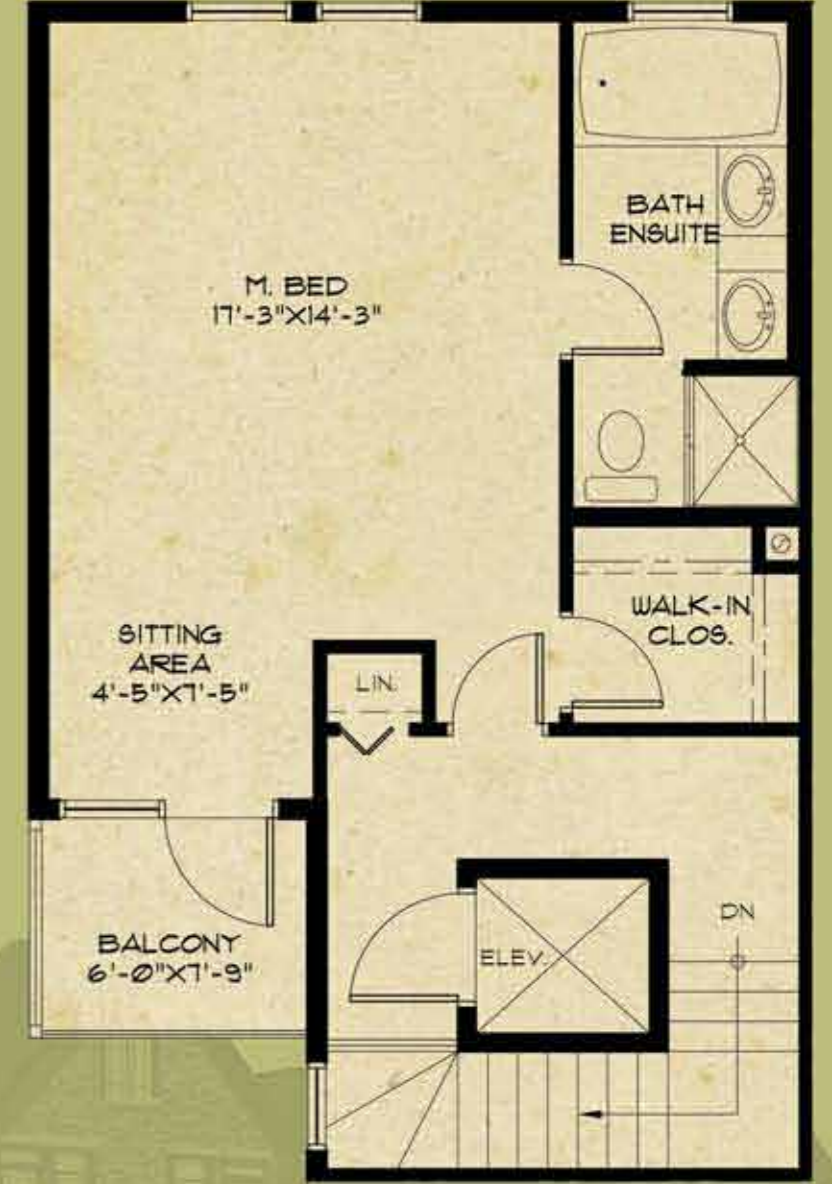 BATH
ENSUITE
M. BED
17'-3"X14'-3"
WALK-IN
CLOS.
SITTING
AREA
4'-5"X7'-5"
LIN.
DN
BALCONY
6'-0"X7'-9"
ELEV.